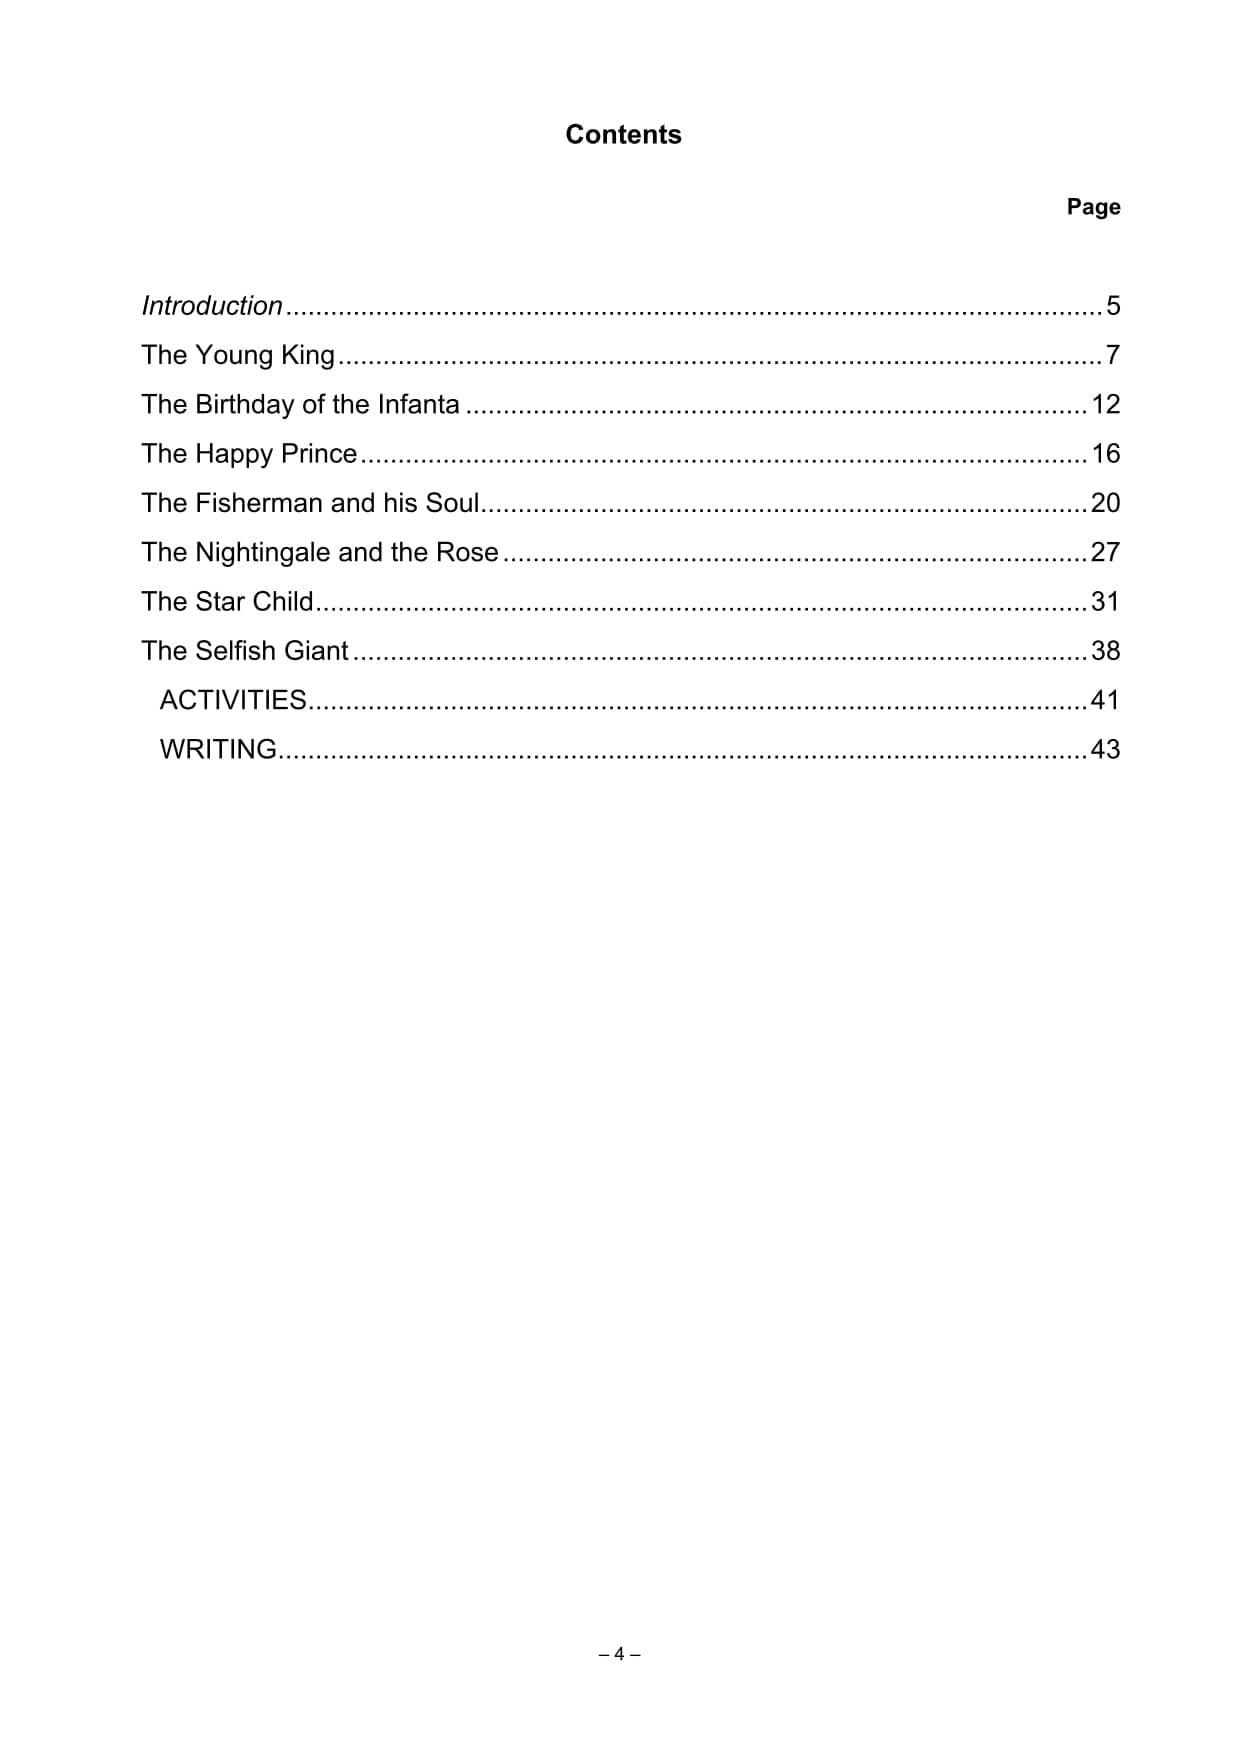 Contents
Page
Introduction........................................................................................................5
The Young King.................................................................................................7
The Birthday of the Infanta ...............................................................................12
The Happy Prince.............................................................................................16
The Fisherman and his Soul.............................................................................20
The Nightingale and the Rose..........................................................................27
The Star Child...................................................................................................31
The Selfish Giant..............................................................................................38
ACTIVITIES....................................................................................................41
WRITING........................................................................................................43
– 4 –